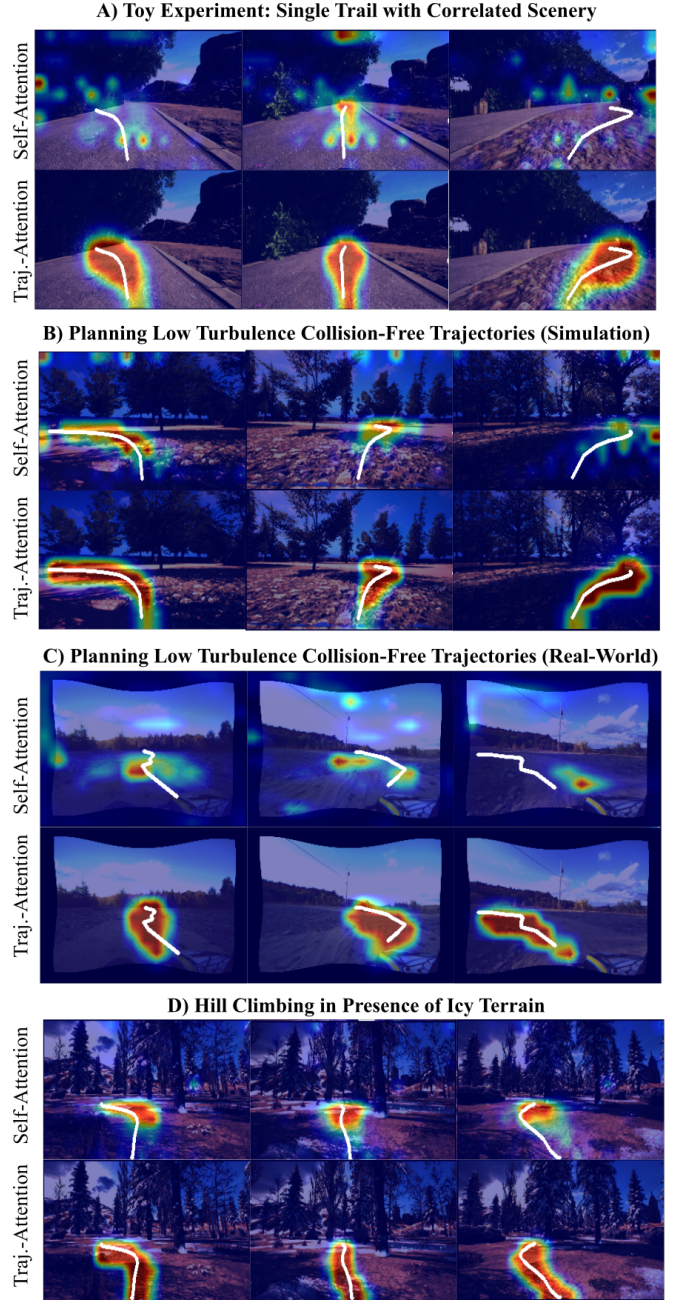 A) Toy Experiment: Single Trail with Correlated Scenery
Self-Attention
Traj.-Attention
B) Planning Low Turbulence Collision-Free Trajectories (Simulation)
Self-Attention
Traj.-Attention
C) Planning Low Turbulence Collision-Free Trajectories (Real-World)
Self-Attention
Traj.-Attention
D) Hill Climbing in Presence of Icy Terrain
Self-Attention
Traj.-Attention